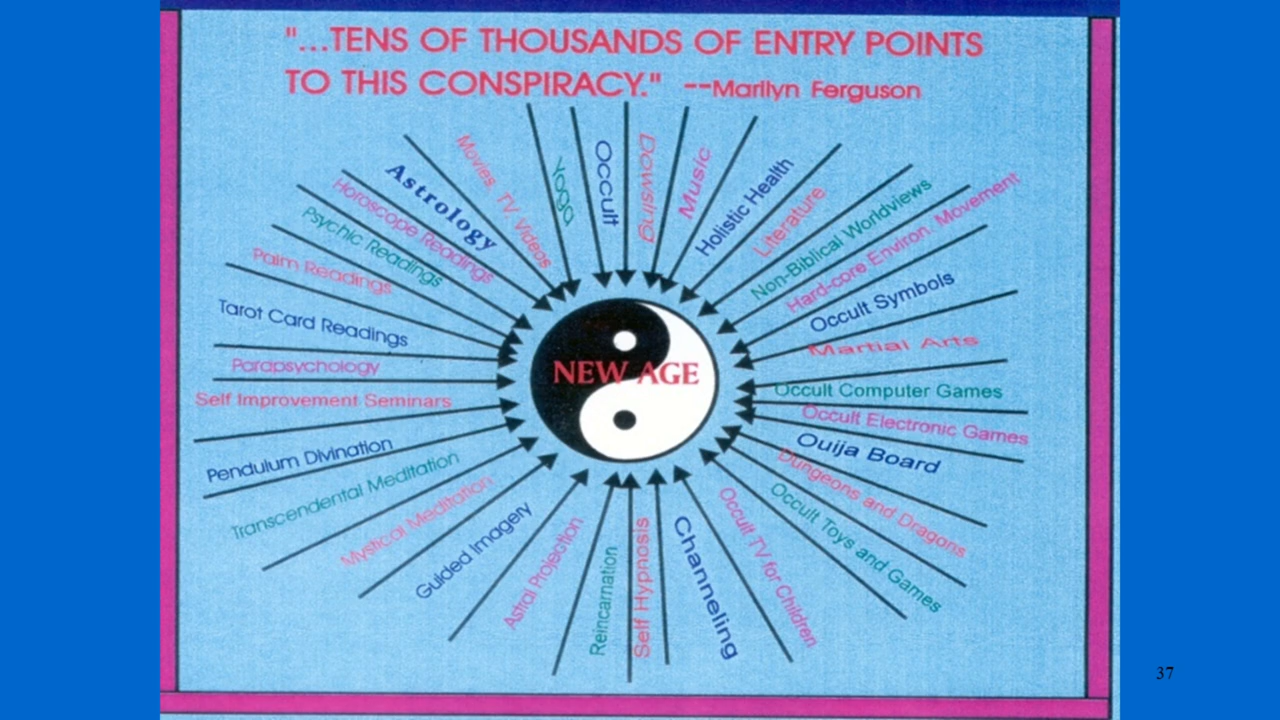 "...TENS OF THOUSANDS OF ENTRY POINTS
TO THIS CONSPIRACY." --Marilyn Ferguson
Yoga
Occult
Dowsing
Music
Holistic Health
Literature
Non-Biblical Worldviews
Hard-core Environ. Movement
Occult Symbols
Martial Arts
Occult Computer Games
Occult Electronic Games
Ouija Board
Dungeons and Dragons
Occult Toys and Games
Occult TV for Children
Channeling
Self Hypnosis
Reincarnation
Astral Projection
Guided Imagery
Mystical Meditation
Transcendental Meditation
Pendulum Divination
Self Improvement Seminars
Parapsychology
Tarot Card Readings
Palm Readings
Psychic Readings
Horoscope Readings
Astrology
Movies, TV, Videos
NEW AGE
37